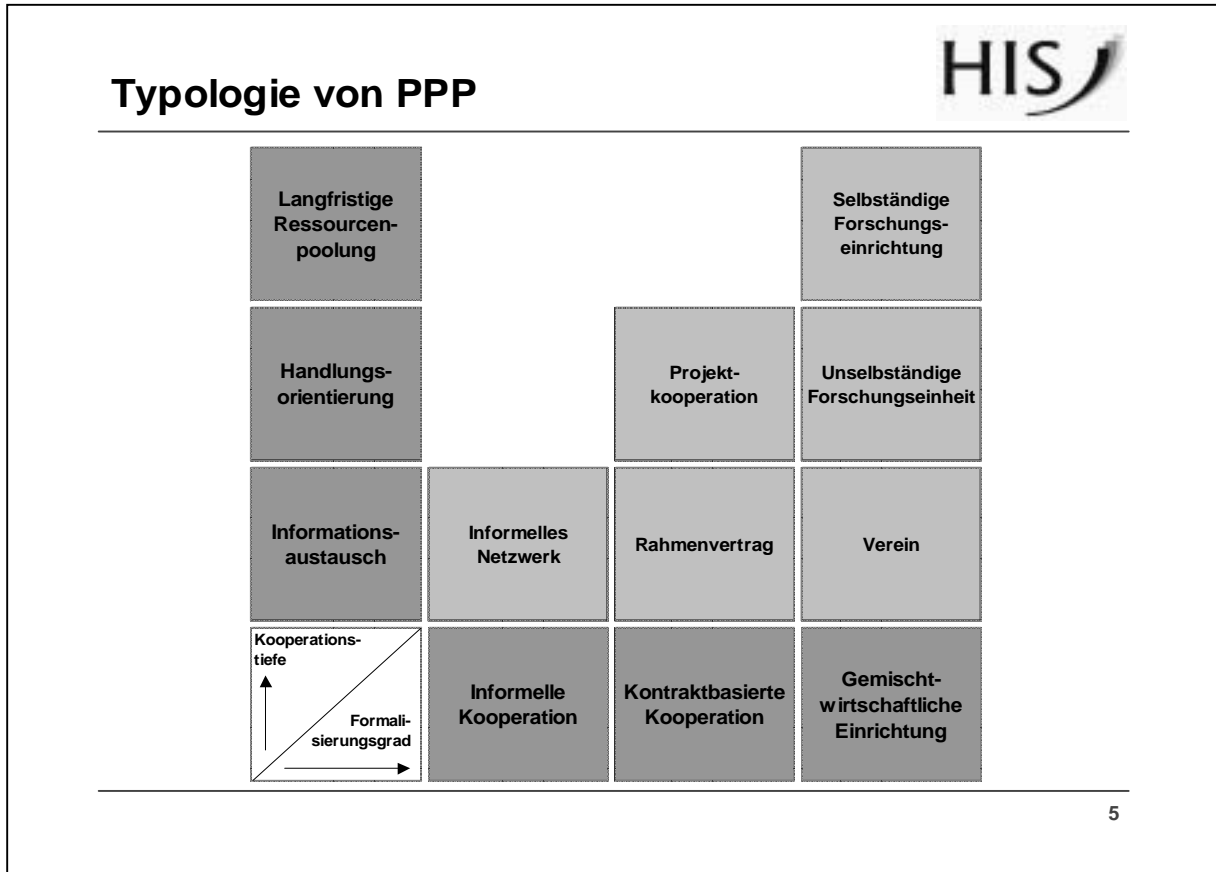 HIS
Typologie von PPP
Langfristige
Ressourcen-
poolung
Selbständige
Forschungs-
einrichtung
Handlungs-
orientierung
Projekt-
kooperation
Unselbständige
Forschungseinheit
Informations-
austausch
Informelles
Netzwerk
Rahmenvertrag
Verein
Kooperations-
tiefe
Formali-
sierungsgrad
Informelle
Kooperation
Kontraktbasierte
Kooperation
Gemischt-
wirtschaftliche
Einrichtung
5